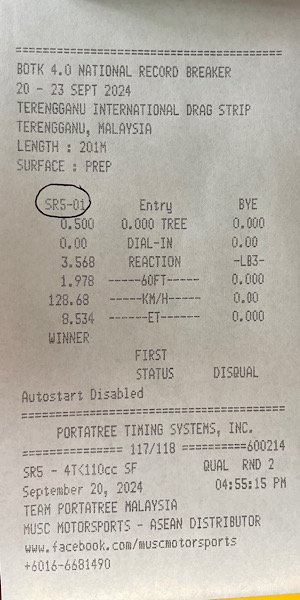 ==============================
BOTK 4.0 NATIONAL RECORD BREAKER
20 - 23 SEPT 2024
TERENGGANU INTERNATIONAL DRAG STRIP
TERENGGANU, MALAYSIA
LENGTH : 201M
SURFACE : PREP
SR5-01 Entry BYE
0.500 0.000 TREE 0.000
0.00 DIAL-IN 0.00
3.568 REACTION -LB3-
1.978 -----60FT------ 0.000
128.68 -----KM/H------ 0.00
8.534 ------ET------- 0.000
WINNER
FIRST
STATUS DISQUAL
Autostart Disabled
==============================
PORTATREE TIMING SYSTEMS, INC.
============== 117/118 ==========600214
SR5 - 4T<110cc SF QUAL RND 2
September 20, 2024 04:55:15 PM
TEAM PORTATREE MALAYSIA
MUSC MOTORSPORTS - ASEAN DISTRIBUTOR
www.facebook.com/muscmotorsports
+6016-6681490